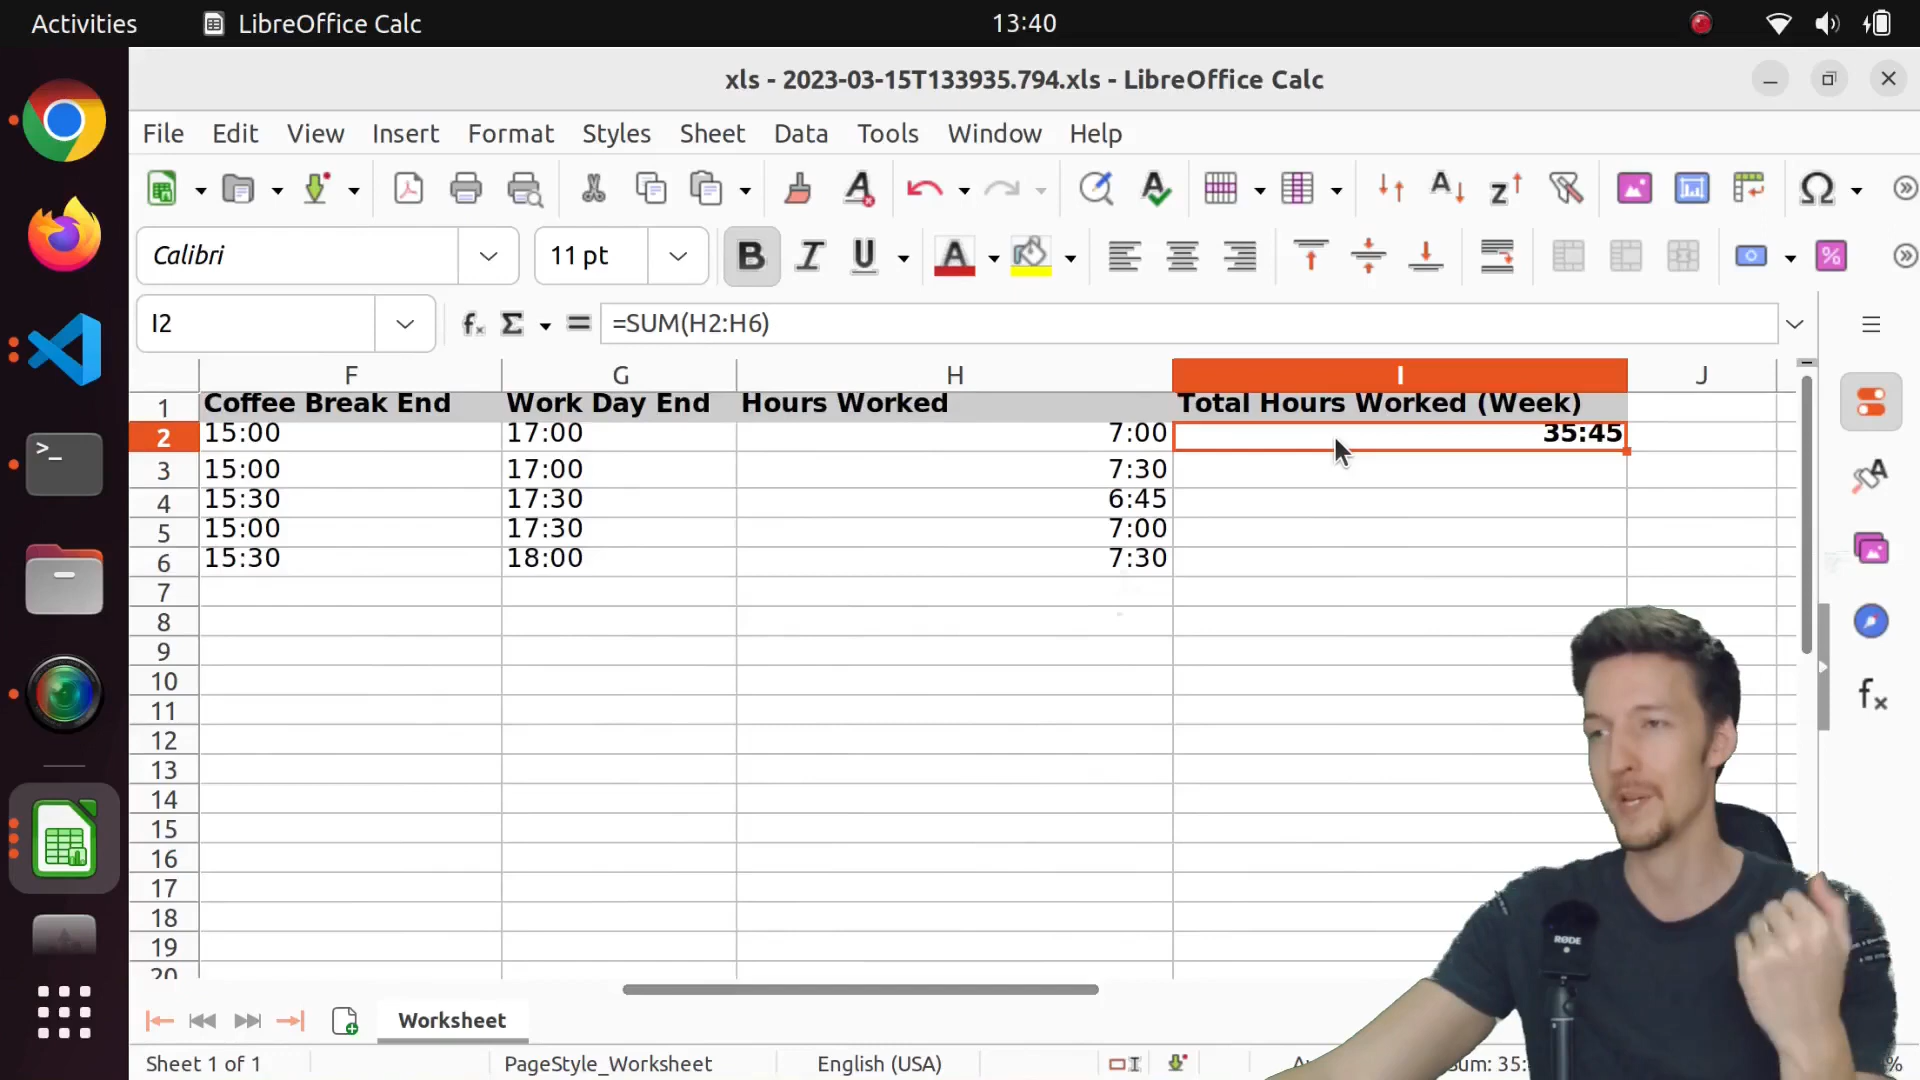 Activities LibreOffice Calc 13:40
xls - 2023-03-15T133935.794.xls - LibreOffice Calc
File Edit View Insert Format Styles Sheet Data Tools Window Help
Calibri 11 pt B I U A
I2 =SUM(H2:H6)
F G H I J
1 Coffee Break End Work Day End Hours Worked Total Hours Worked (Week)
2 15:00 17:00 7:00 35:45
3 15:00 17:00 7:30
4 15:30 17:30 6:45
5 15:00 17:30 7:00
6 15:30 18:00 7:30
7
8
9
10
11
12
13
14
15
16
17
18
19
20
RØDE
Worksheet
Sheet 1 of 1 PageStyle_Worksheet English (USA) Sum: 35: %